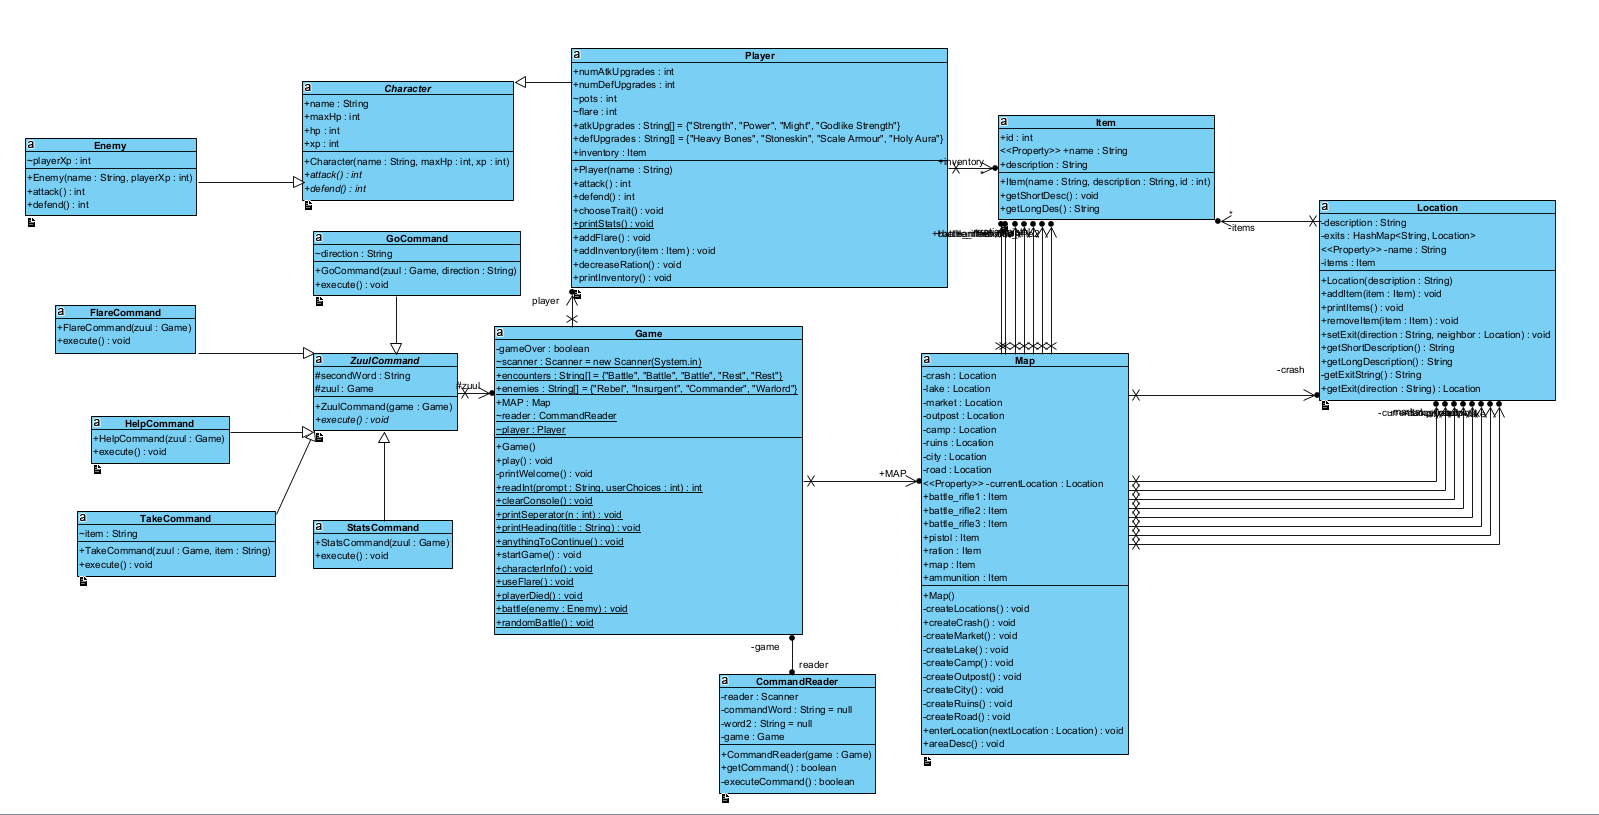 Player
+numAtkUpgrades : int
+numDefUpgrades : int
~pots : int
~flare : int
+atkUpgrades : String[] = {"Strength", "Power", "Might", "Godlike Strength"}
+defUpgrades : String[] = {"Heavy Bones", "Stoneskin", "Scale Armour", "Holy Aura"}
+inventory : Item
+Player(name : String)
+attack() : int
+defend() : int
+chooseTrait() : void
+printStats() : void
+addFlare() : void
+addInventory(item : Item) : void
+decreaseRation() : void
+printInventory() : void
Character
+name : String
+maxHp : int
+hp : int
+xp : int
+Character(name : String, maxHp : int, xp : int)
+attack() : int
+defend() : int
Enemy
~playerXp : int
+Enemy(name : String, playerXp : int)
+attack() : int
+defend() : int
Item
+id : int
<<Property>> +name : String
+description : String
+Item(name : String, description : String, id : int)
+getShortDesc() : void
+getLongDes() : String
+inventory
Location
-description : String
-exits : HashMap<String, Location>
<<Property>> -name : String
-items : Item
+Location(description : String)
+addItem(item : Item) : void
+printItems() : void
+removeItem(item : Item) : void
+setExit(direction : String, neighbor : Location) : void
+getShortDescription() : String
+getLongDescription() : String
-getExitString() : String
+getExit(direction : String) : Location
*
-items
GoCommand
~direction : String
+GoCommand(zuul : Game, direction : String)
+execute() : void
FlareCommand
+FlareCommand(zuul : Game)
+execute() : void
ZuulCommand
#secondWord : String
#zuul : Game
+ZuulCommand(game : Game)
+execute() : void
#zuul
HelpCommand
+HelpCommand(zuul : Game)
+execute() : void
TakeCommand
~item : String
+TakeCommand(zuul : Game, item : String)
+execute() : void
StatsCommand
+StatsCommand(zuul : Game)
+execute() : void
player
Game
-gameOver : boolean
~scanner : Scanner = new Scanner(System.in)
+encounters : String[] = {"Battle", "Battle", "Battle", "Rest", "Rest"}
+enemies : String[] = {"Rebel", "Insurgent", "Commander", "Warlord"}
+MAP : Map
~reader : CommandReader
~player : Player
+Game()
+play() : void
-printWelcome() : void
+readInt(prompt : String, userChoices : int) : int
+clearConsole() : void
+printSeperator(n : int) : void
+printHeading(title : String) : void
+anythingToContinue() : void
+startGame() : void
+characterInfo() : void
+useFlare() : void
+playerDied() : void
+battle(enemy : Enemy) : void
+randomBattle() : void
+MAP
-game
reader
CommandReader
-reader : Scanner
-commandWord : String = null
-word2 : String = null
-game : Game
+CommandReader(game : Game)
+getCommand() : boolean
-executeCommand() : boolean
Map
-crash : Location
-lake : Location
-market : Location
-outpost : Location
-camp : Location
-ruins : Location
-city : Location
-road : Location
<<Property>> -currentLocation : Location
+battle_rifle1 : Item
+battle_rifle2 : Item
+battle_rifle3 : Item
+pistol : Item
+ration : Item
+map : Item
+ammunition : Item
+Map()
-createLocations() : void
+createCrash() : void
-createMarket() : void
-createLake() : void
-createCamp() : void
-createOutpost() : void
-createCity() : void
-createRuins() : void
-createRoad() : void
+enterLocation(nextLocation : Location) : void
+areaDesc() : void
-crash